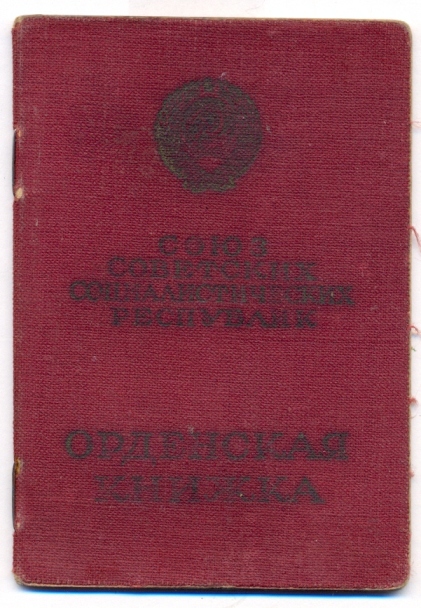 СОЮЗ
СОВЕТСКИХ
СОЦИАЛИСТИЧЕСКИХ
РЕСПУБЛИК
ОРДЕНСКАЯ
КНИЖКА